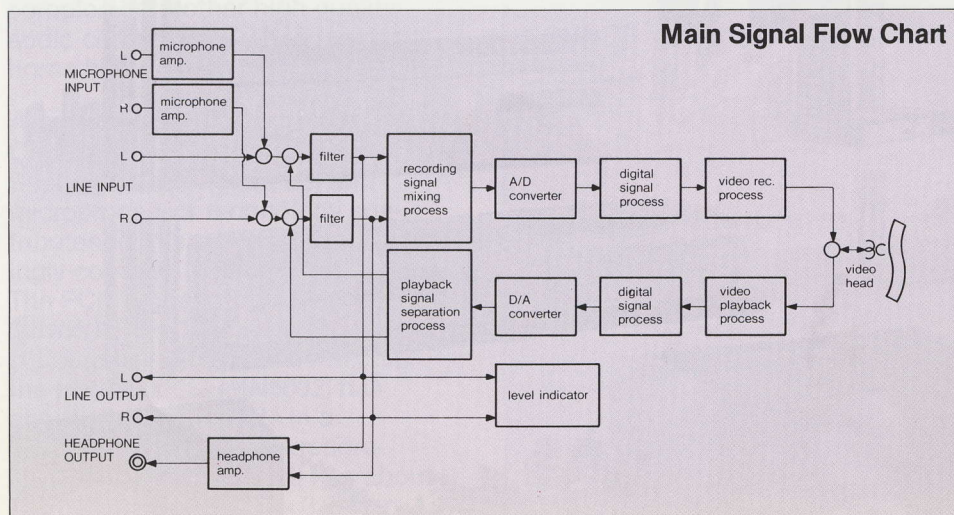 Main Signal Flow Chart
L
microphone
amp.
MICROPHONE
INPUT
R
microphone
amp.
L
LINE INPUT
R
filter
filter
recording
signal
mixing
process
A/D
converter
digital
signal
process
video rec.
process
video
head
playback
signal
separation
process
D/A
converter
digital
signal
process
video
playback
process
L
LINE OUTPUT
R
level indicator
HEADPHONE
OUTPUT
headphone
amp.